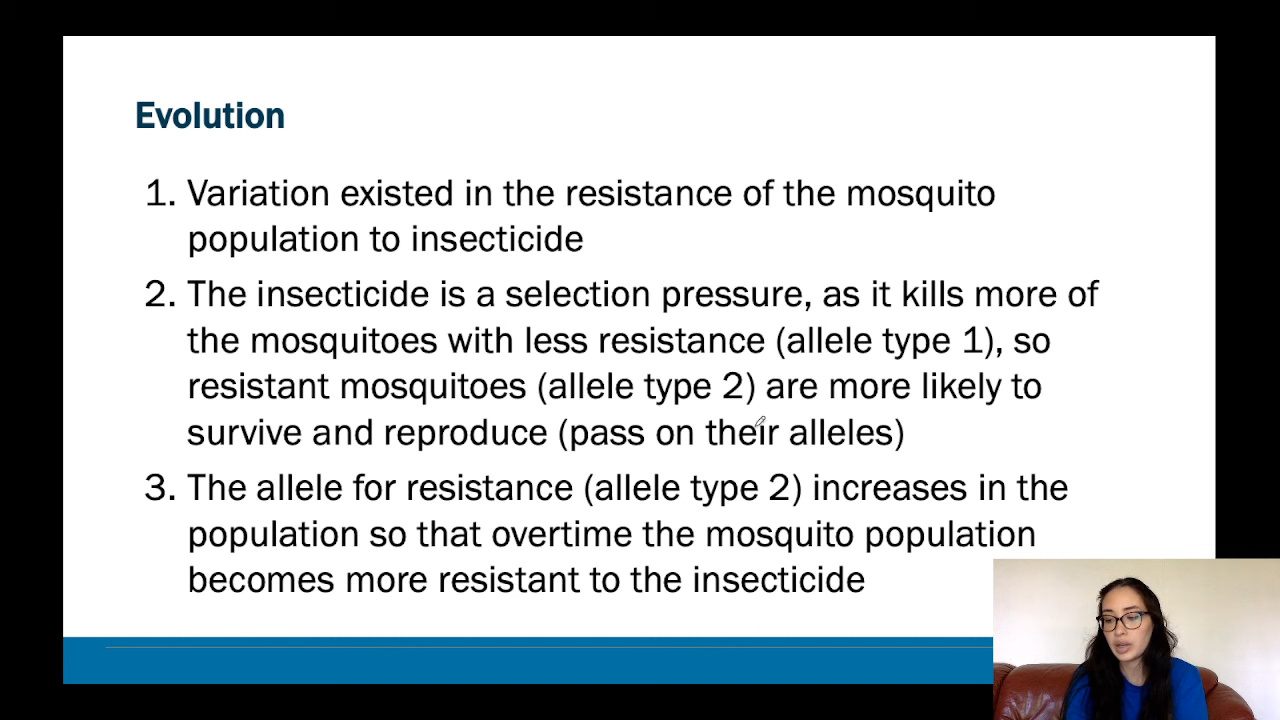 Evolution
1. Variation existed in the resistance of the mosquito
population to insecticide
2. The insecticide is a selection pressure, as it kills more of
the mosquitoes with less resistance (allele type 1), so
resistant mosquitoes (allele type 2) are more likely to
survive and reproduce (pass on their alleles)
3. The allele for resistance (allele type 2) increases in the
population so that overtime the mosquito population
becomes more resistant to the insecticide